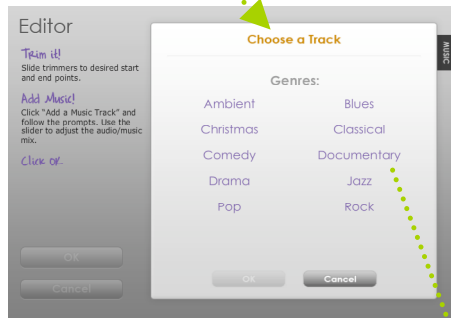 Editor
Trim it!
Slide trimmers to desired start
and end points.
Add Music!
Click "Add a Music Track" and
follow the prompts. Use the
slider to adjust the audio/music
mix.
Click OK
OK
Cancel
Choose a Track
Genres:
Ambient Blues
Christmas Classical
Comedy Documentary
Drama Jazz
Pop Rock
OK Cancel
MUSIC